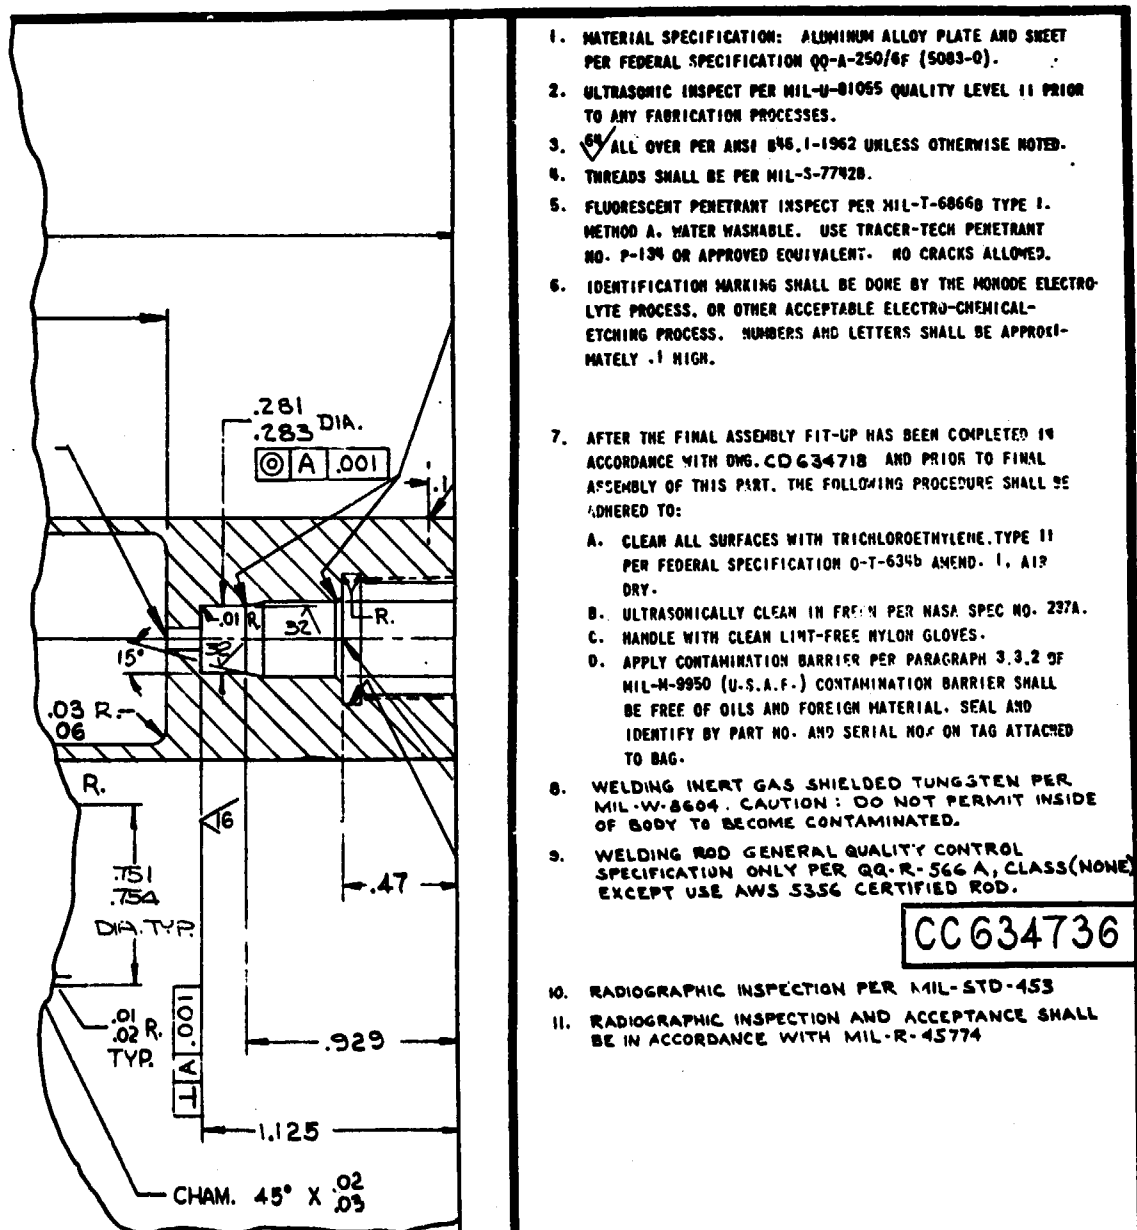 .281
.283 DIA.
◎ A .001
.1
.01 R.
32
R.
15°
.03 R.
06
R.
16
.751
.754
DIA. TYP.
.47
.01
.02 R.
TYP.
⊥ A .001
.929
1.125
CHAM. 45° X .02
.03
1. MATERIAL SPECIFICATION: ALUMINUM ALLOY PLATE AND SHEET
PER FEDERAL SPECIFICATION QQ-A-250/6F (5083-0).
2. ULTRASONIC INSPECT PER MIL-U-81055 QUALITY LEVEL II PRIOR
TO ANY FABRICATION PROCESSES.
3. 64 ALL OVER PER ANSI B46.1-1962 UNLESS OTHERWISE NOTED.
4. THREADS SHALL BE PER MIL-S-7742B.
5. FLUORESCENT PENETRANT INSPECT PER MIL-T-6866B TYPE I.
METHOD A. WATER WASHABLE. USE TRACER-TECH PENETRANT
NO. P-134 OR APPROVED EQUIVALENT. NO CRACKS ALLOWED.
6. IDENTIFICATION MARKING SHALL BE DONE BY THE MONODE ELECTRO-
LYTE PROCESS, OR OTHER ACCEPTABLE ELECTRO-CHEMICAL-
ETCHING PROCESS. NUMBERS AND LETTERS SHALL BE APPROXI-
MATELY .1 HIGH.
7. AFTER THE FINAL ASSEMBLY FIT-UP HAS BEEN COMPLETED IN
ACCORDANCE WITH DWG. CD634718 AND PRIOR TO FINAL
ASSEMBLY OF THIS PART. THE FOLLOWING PROCEDURE SHALL BE
ADHERED TO:
A. CLEAN ALL SURFACES WITH TRICHLOROETHYLENE, TYPE II
PER FEDERAL SPECIFICATION O-T-634b AMEND. 1, AIR
DRY.
B. ULTRASONICALLY CLEAN IN FREON PER NASA SPEC NO. 237A.
C. HANDLE WITH CLEAN LINT-FREE NYLON GLOVES.
D. APPLY CONTAMINATION BARRIER PER PARAGRAPH 3.3.2 OF
MIL-M-9950 (U.S.A.F.) CONTAMINATION BARRIER SHALL
BE FREE OF OILS AND FOREIGN MATERIAL. SEAL AND
IDENTIFY BY PART NO. AND SERIAL NO. ON TAG ATTACHED
TO BAG.
8. WELDING INERT GAS SHIELDED TUNGSTEN PER
MIL-W-8604. CAUTION: DO NOT PERMIT INSIDE
OF BODY TO BECOME CONTAMINATED.
9. WELDING ROD GENERAL QUALITY CONTROL
SPECIFICATION ONLY PER QQ-R-566A, CLASS(NONE)
EXCEPT USE AWS 5356 CERTIFIED ROD.
CC634736
10. RADIOGRAPHIC INSPECTION PER MIL-STD-453
11. RADIOGRAPHIC INSPECTION AND ACCEPTANCE SHALL
BE IN ACCORDANCE WITH MIL-R-45774